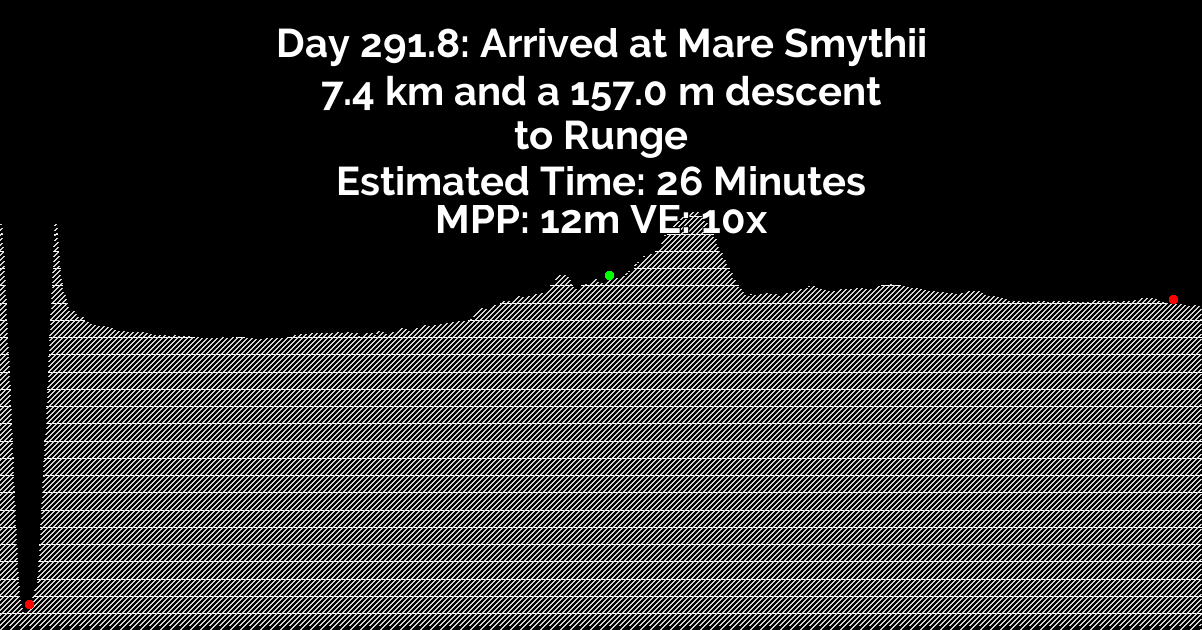 Day 291.8: Arrived at Mare Smythii
7.4 km and a 157.0 m descent
to Runge
Estimated Time: 26 Minutes
MPP: 12m VE: 10x